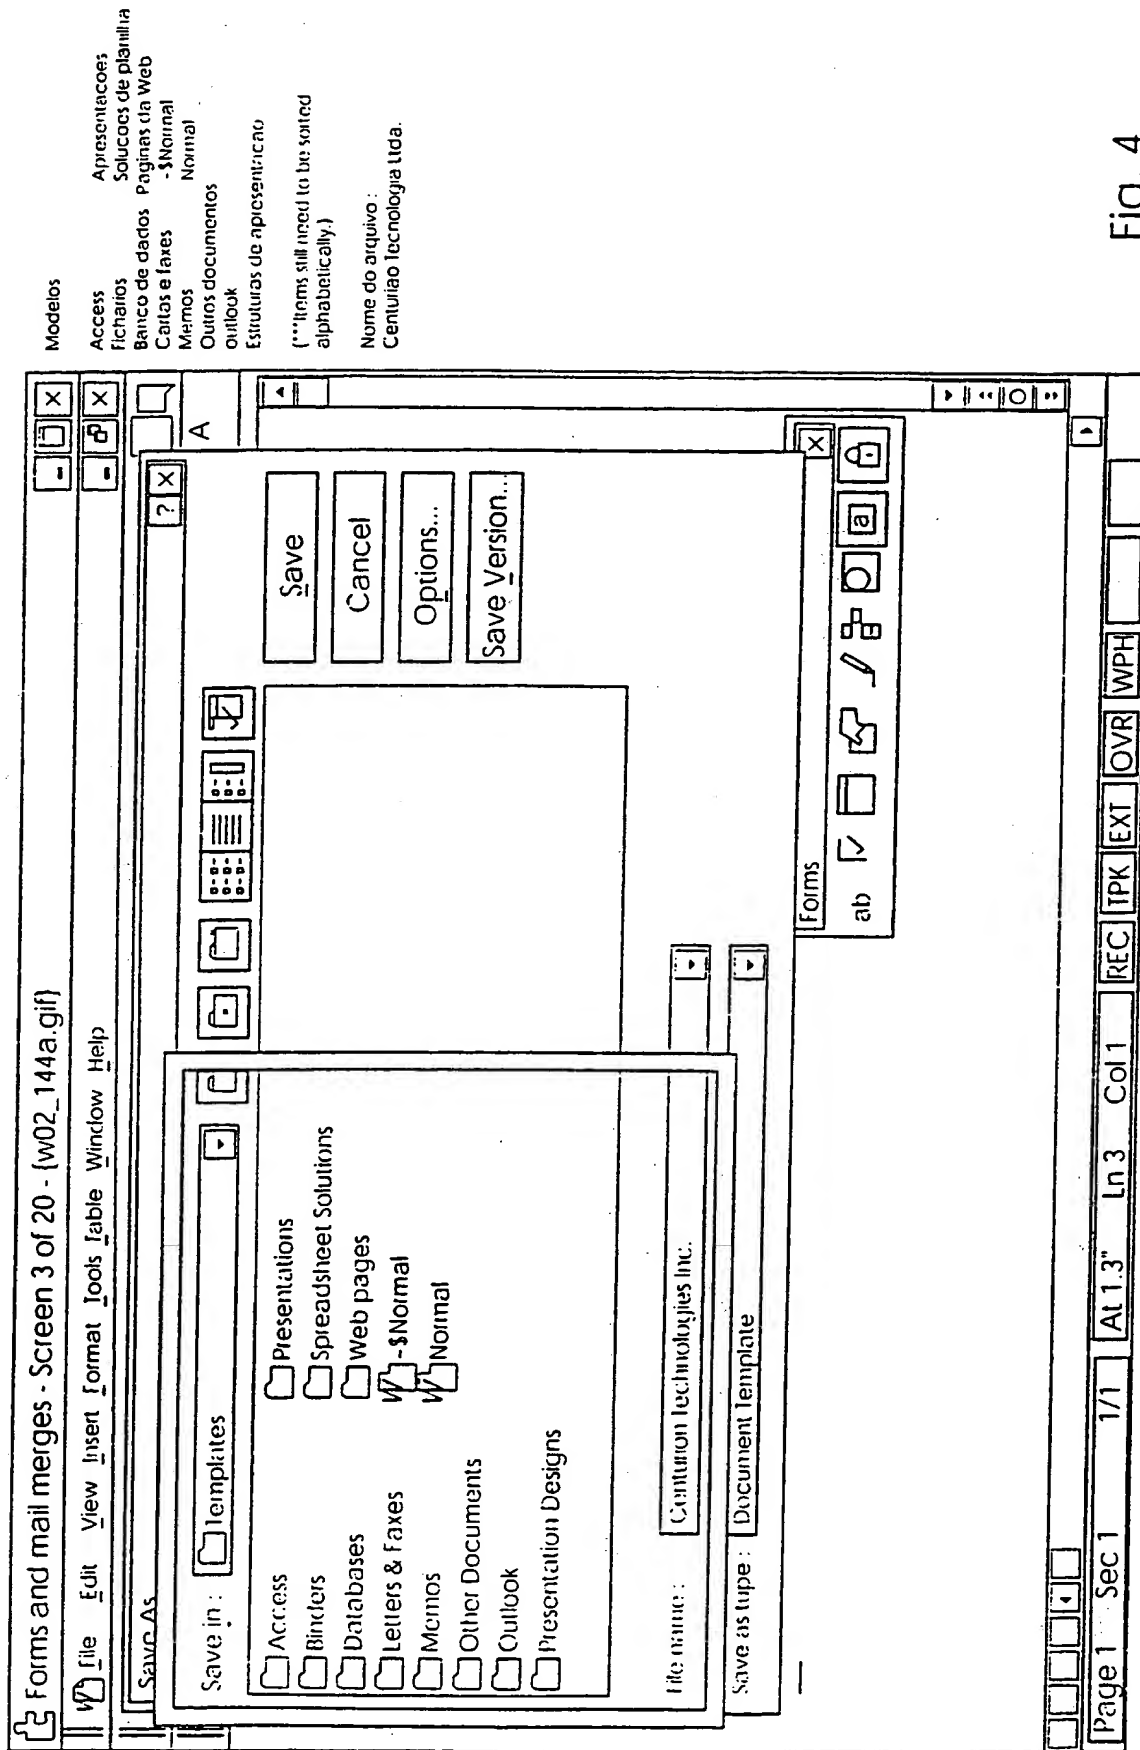 Forms and mail merges - Screen 3 of 20 - {w02_144a.gif}
File Edit View Insert Format Tools Table Window Help
Save As
? X
A
Save in :
Templates
Access
Binders
Databases
Letters & Faxes
Memos
Other Documents
Outlook
Presentation Designs
Presentations
Spreadsheet Solutions
Web pages
-$Normal
Normal
Save
Cancel
Options...
Save Version...
File name :
Centurion Technologies Inc.
Save as tupe :
Document Template
Forms
ab
a
Page 1 Sec 1 1/1 At 1.3" Ln 3 Col 1 REC TPK EXT OVR WPH
Modelos
Access Apresentacoes
Ficharios Solucoes de planilha
Banco de dados Paginas da Web
Cartas e faxes -$Normal
Memos Normal
Outros documentos
outlook
Estruturas de apresentacao
(***Items still need to be sorted
alphabetically.)
Nome do arquivo :
Centuriao Tecnologia Ltda.
Fig. 4